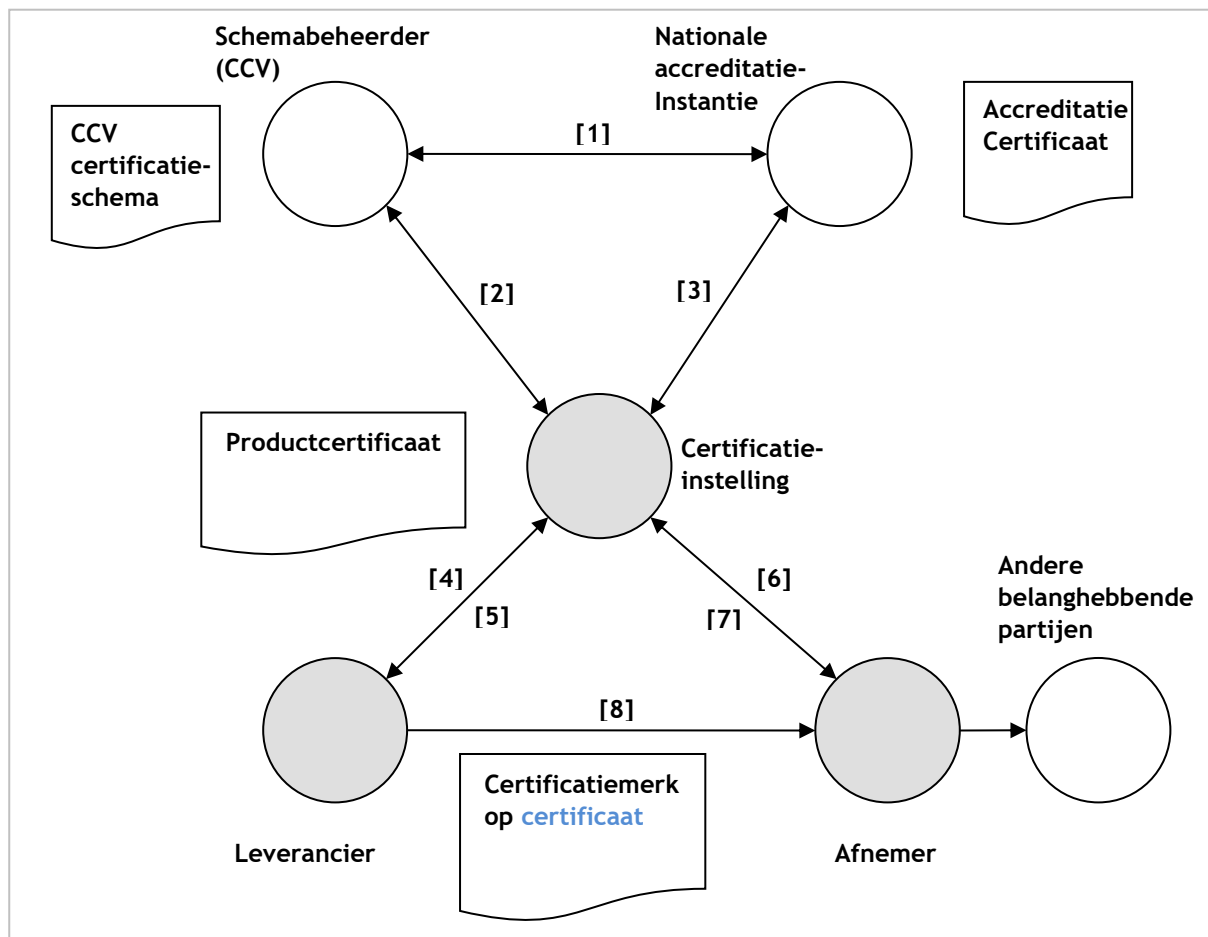 Schemabeheerder
(CCV)
Nationale
accreditatie-
Instantie
CCV
certificatie-
schema
[1]
Accreditatie
Certificaat
[2]
[3]
Productcertificaat
Certificatie-
instelling
[4]
[5]
[6]
[7]
Andere
belanghebbende
partijen
[8]
Certificatiemerk
op certificaat
Leverancier
Afnemer